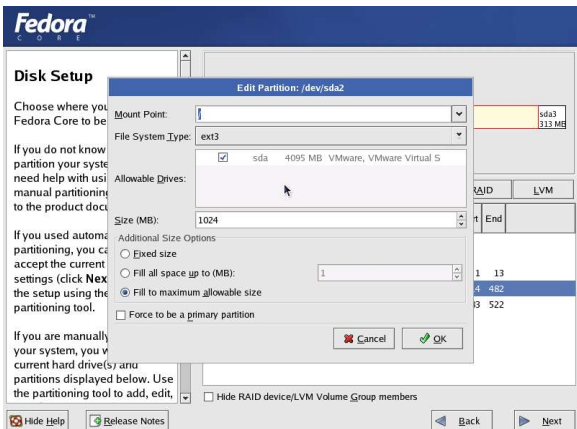 Fedora™
CORE
Disk Setup
Choose where you
Fedora Core to be
If you do not know
partition your syste
need help with usi
manual partitioning
to the product docu
If you used automa
partitioning, you ca
accept the current
settings (click Nex
the setup using the
partitioning tool.
If you are manually
your system, you w
current hard drive(s) and
partitions displayed below. Use
the partitioning tool to add, edit,
Edit Partition: /dev/sda2
Mount Point: /
File System Type: ext3
Allowable Drives:
sda 4095 MB VMware, VMware Virtual S
Size (MB): 1024
Additional Size Options
Fixed size
Fill all space up to (MB): 1
Fill to maximum allowable size
Force to be a primary partition
Cancel
OK
sda3
313 MB
RAID
LVM
rt End
1 13
4 482
3 522
Hide RAID device/LVM Volume Group members
Hide Help
Release Notes
Back
Next